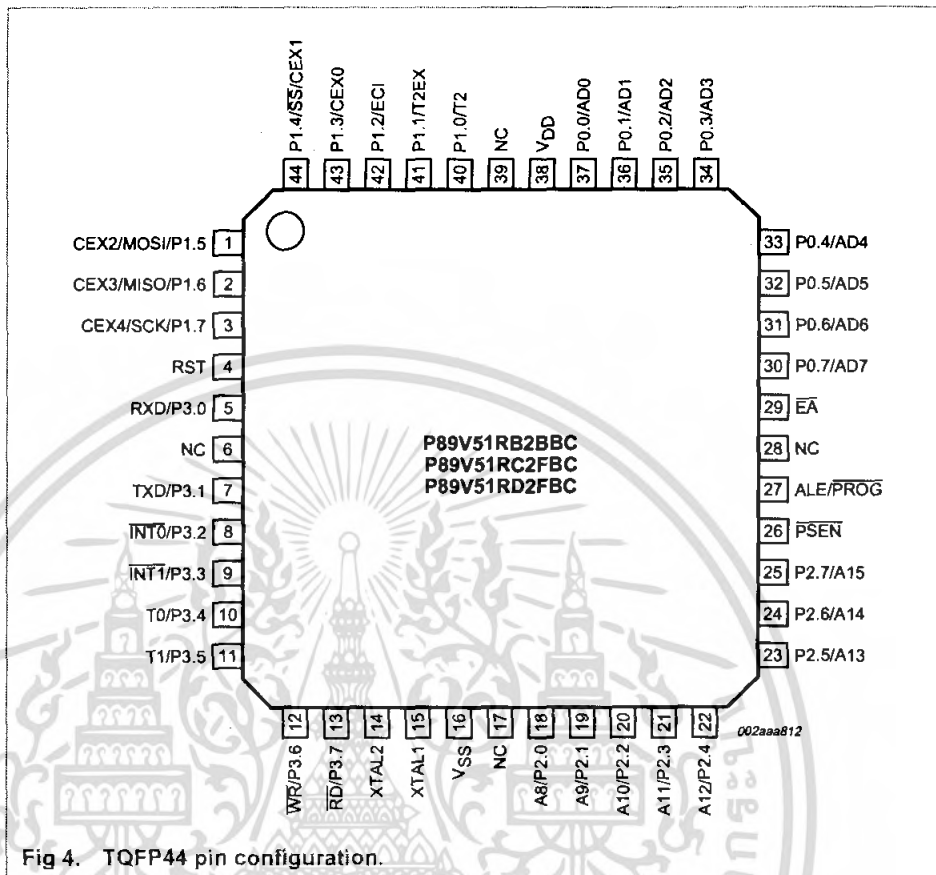 44 P1.4/S̅S̅/CEX1
43 P1.3/CEX0
42 P1.2/ECI
41 P1.1/T2EX
40 P1.0/T2
39 NC
38 VDD
37 P0.0/AD0
36 P0.1/AD1
35 P0.2/AD2
34 P0.3/AD3
CEX2/MOSI/P1.5 1
CEX3/MISO/P1.6 2
CEX4/SCK/P1.7 3
RST 4
RXD/P3.0 5
NC 6
TXD/P3.1 7
I̅N̅T̅0̅/P3.2 8
I̅N̅T̅1̅/P3.3 9
T0/P3.4 10
T1/P3.5 11
P89V51RB2BBC
P89V51RC2FBC
P89V51RD2FBC
33 P0.4/AD4
32 P0.5/AD5
31 P0.6/AD6
30 P0.7/AD7
29 E̅A̅
28 NC
27 ALE/P̅R̅O̅G̅
26 P̅S̅E̅N̅
25 P2.7/A15
24 P2.6/A14
23 P2.5/A13
W̅R̅/P3.6 12
R̅D̅/P3.7 13
XTAL2 14
XTAL1 15
VSS 16
NC 17
A8/P2.0 18
A9/P2.1 19
A10/P2.2 20
A11/P2.3 21
A12/P2.4 22
002aaa812
Fig 4. TQFP44 pin configuration.